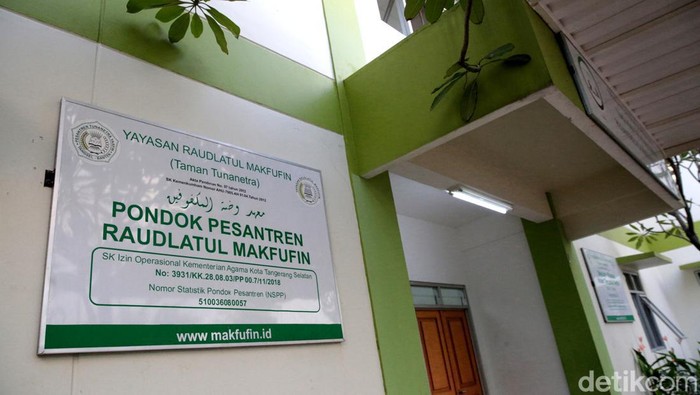 YAYASAN RAUDLATUL MAKFUFIN
(Taman Tunanetra)
معهد روضة المكفوفين
PONDOK PESANTREN
RAUDLATUL MAKFUFIN
SK Izin Operasional Kementerian Agama Kota Tangerang Selatan
No: 3931/KK.28.08.03/PP 00.7/11/2018
Nomor Statistik Pondok Pesantren (NSPP)
510036080057
www.makfufin.id
detikcom